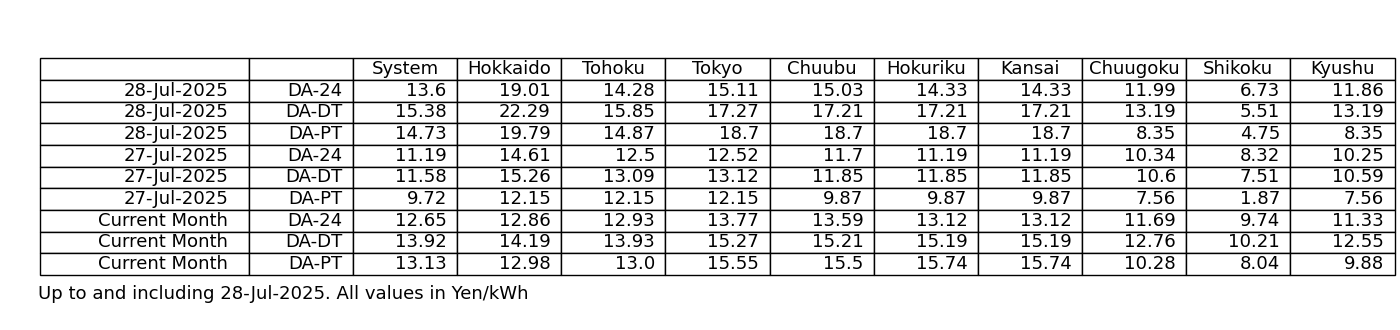 System Hokkaido Tohoku Tokyo Chuubu Hokuriku Kansai Chuugoku Shikoku Kyushu
28-Jul-2025 DA-24 13.6 19.01 14.28 15.11 15.03 14.33 14.33 11.99 6.73 11.86
28-Jul-2025 DA-DT 15.38 22.29 15.85 17.27 17.21 17.21 17.21 13.19 5.51 13.19
28-Jul-2025 DA-PT 14.73 19.79 14.87 18.7 18.7 18.7 18.7 8.35 4.75 8.35
27-Jul-2025 DA-24 11.19 14.61 12.5 12.52 11.7 11.19 11.19 10.34 8.32 10.25
27-Jul-2025 DA-DT 11.58 15.26 13.09 13.12 11.85 11.85 11.85 10.6 7.51 10.59
27-Jul-2025 DA-PT 9.72 12.15 12.15 12.15 9.87 9.87 9.87 7.56 1.87 7.56
Current Month DA-24 12.65 12.86 12.93 13.77 13.59 13.12 13.12 11.69 9.74 11.33
Current Month DA-DT 13.92 14.19 13.93 15.27 15.21 15.19 15.19 12.76 10.21 12.55
Current Month DA-PT 13.13 12.98 13.0 15.55 15.5 15.74 15.74 10.28 8.04 9.88
Up to and including 28-Jul-2025. All values in Yen/kWh